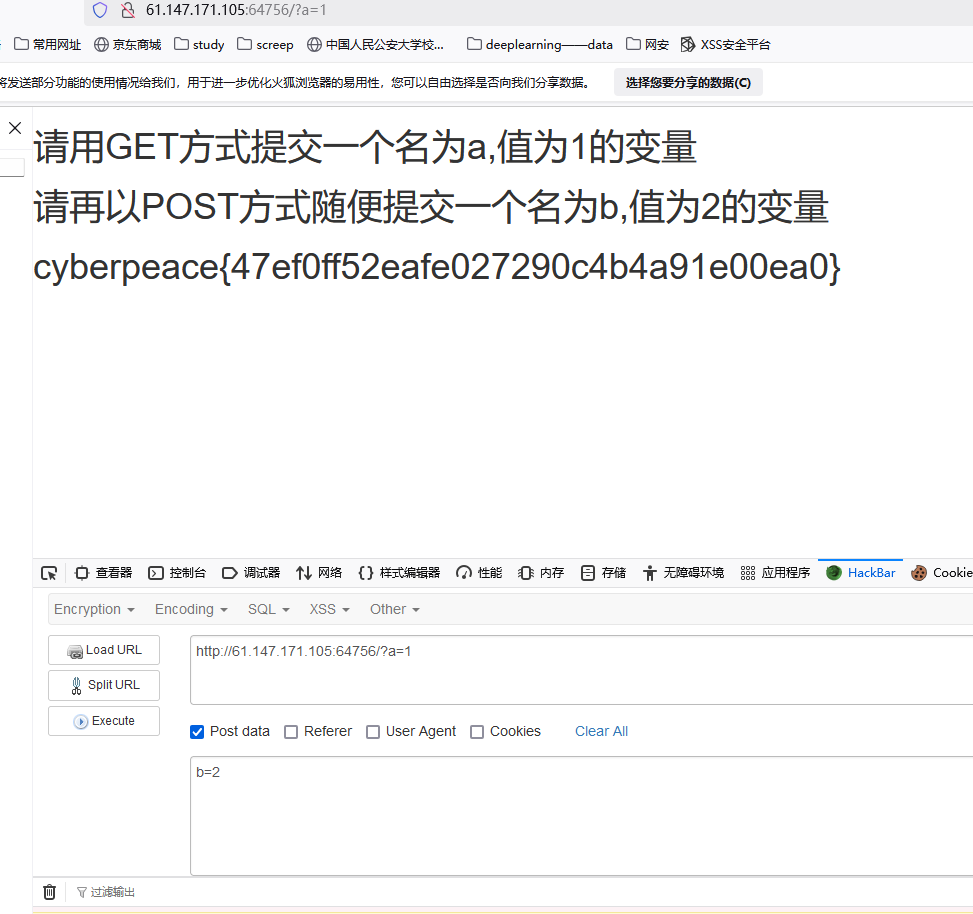 61.147.171.105:64756/?a=1
常用网址 京东商城 study screep 中国人民公安大学校... deeplearning——data 网安 XSS安全平台
将发送部分功能的使用情况给我们，用于进一步优化火狐浏览器的易用性，您可以自由选择是否向我们分享数据。 选择您要分享的数据(C)
请用GET方式提交一个名为a,值为1的变量
请再以POST方式随便提交一个名为b,值为2的变量
cyberpeace{47ef0ff52eafe027290c4b4a91e00ea0}
查看器 控制台 调试器 网络 样式编辑器 性能 内存 存储 无障碍环境 应用程序 HackBar Cookie
Encryption Encoding SQL XSS Other
Load URL
http://61.147.171.105:64756/?a=1
Split URL
Execute
Post data Referer User Agent Cookies Clear All
b=2
过滤输出